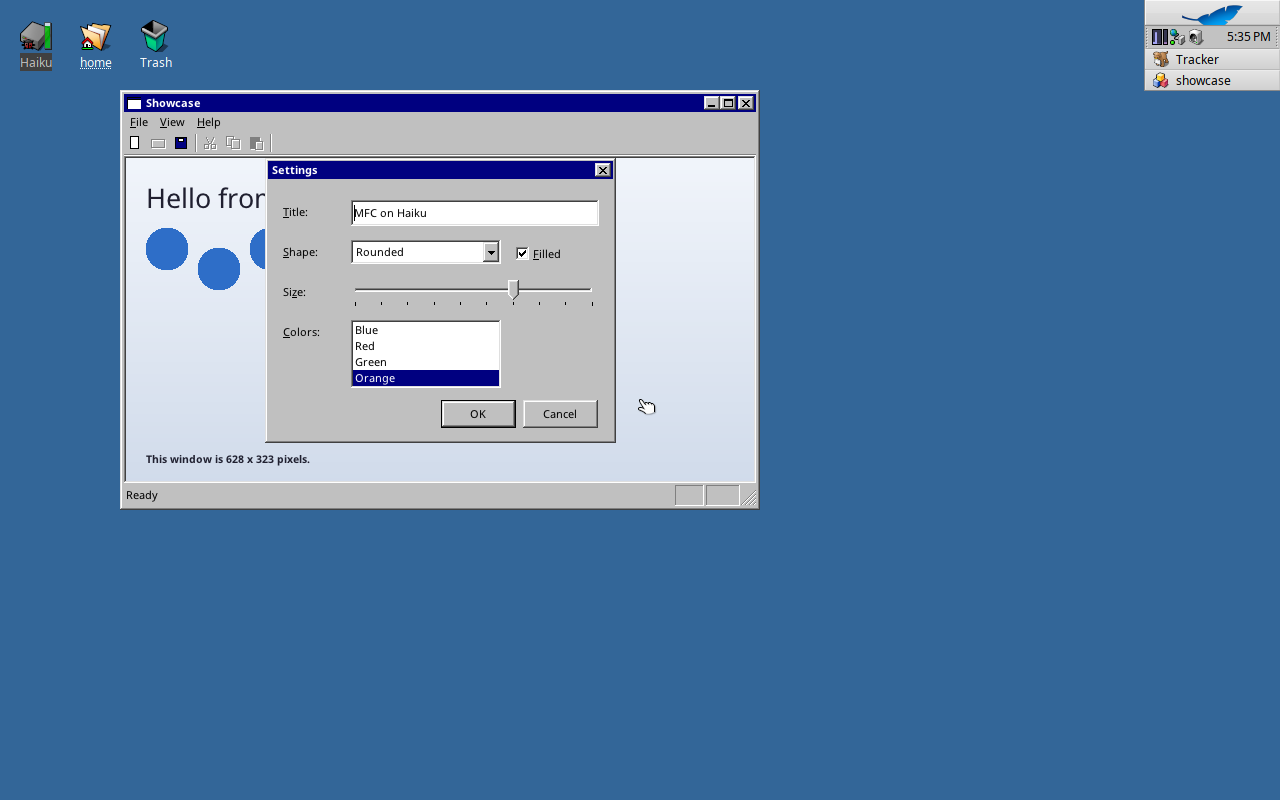 Haiku
home
Trash
5:35 PM
Tracker
showcase
Showcase
File View Help
Hello fror
Settings
Title: MFC on Haiku
Shape: Rounded Filled
Size:
Colors: Blue
Red
Green
Orange
OK Cancel
This window is 628 x 323 pixels.
Ready